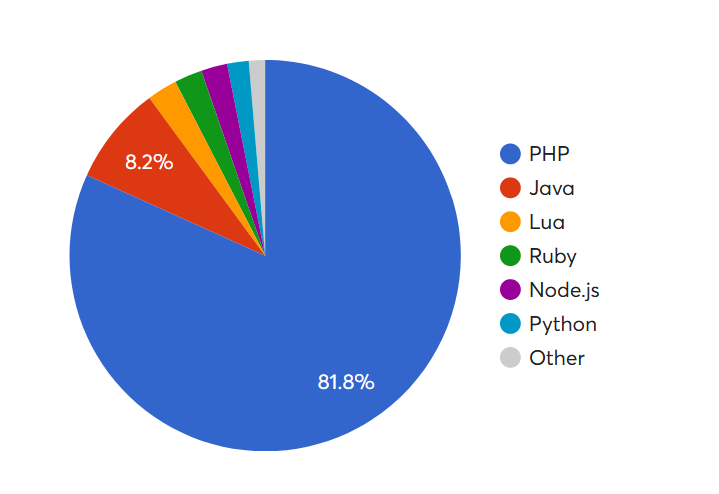 8.2%
81.8%
PHP
Java
Lua
Ruby
Node.js
Python
Other